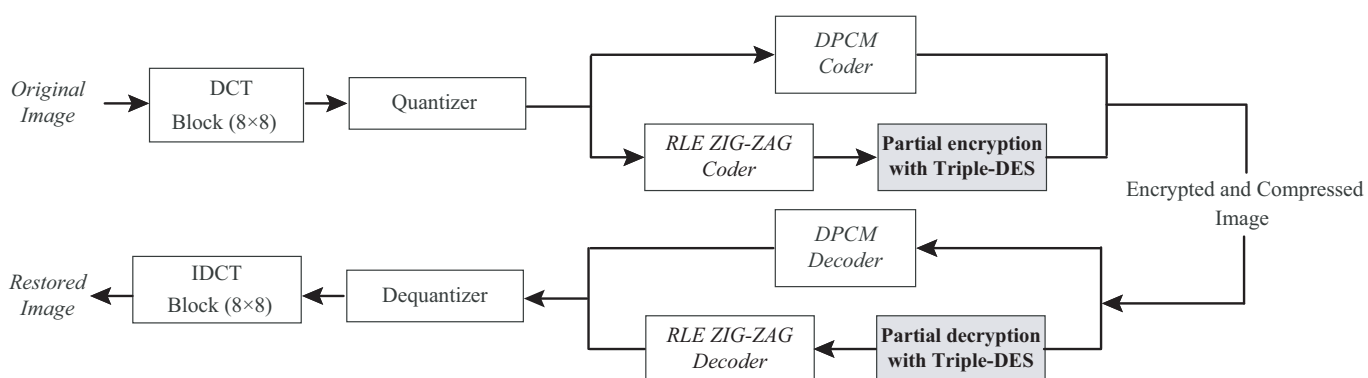 DPCM
Coder
Original
Image
DCT
Block (8×8)
Quantizer
RLE ZIG-ZAG
Coder
Partial encryption
with Triple-DES
Encrypted and Compressed
Image
DPCM
Decoder
Restored
Image
IDCT
Block (8×8)
Dequantizer
RLE ZIG-ZAG
Decoder
Partial decryption
with Triple-DES